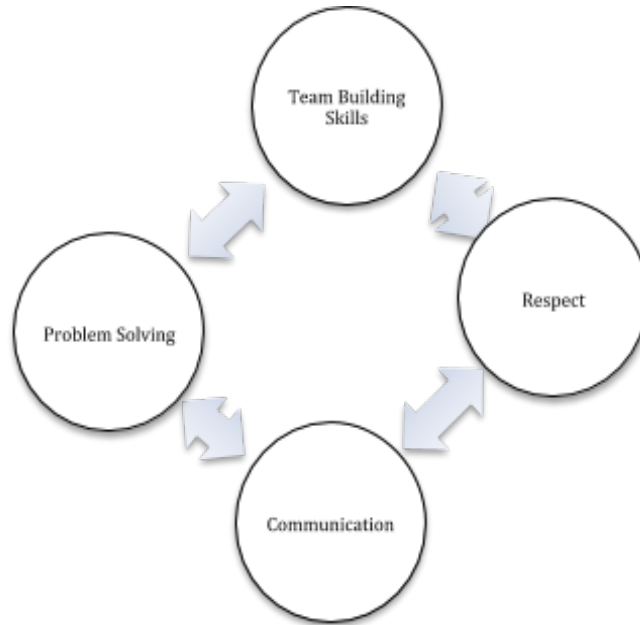 Team Building
Skills
Respect
Problem Solving
Communication